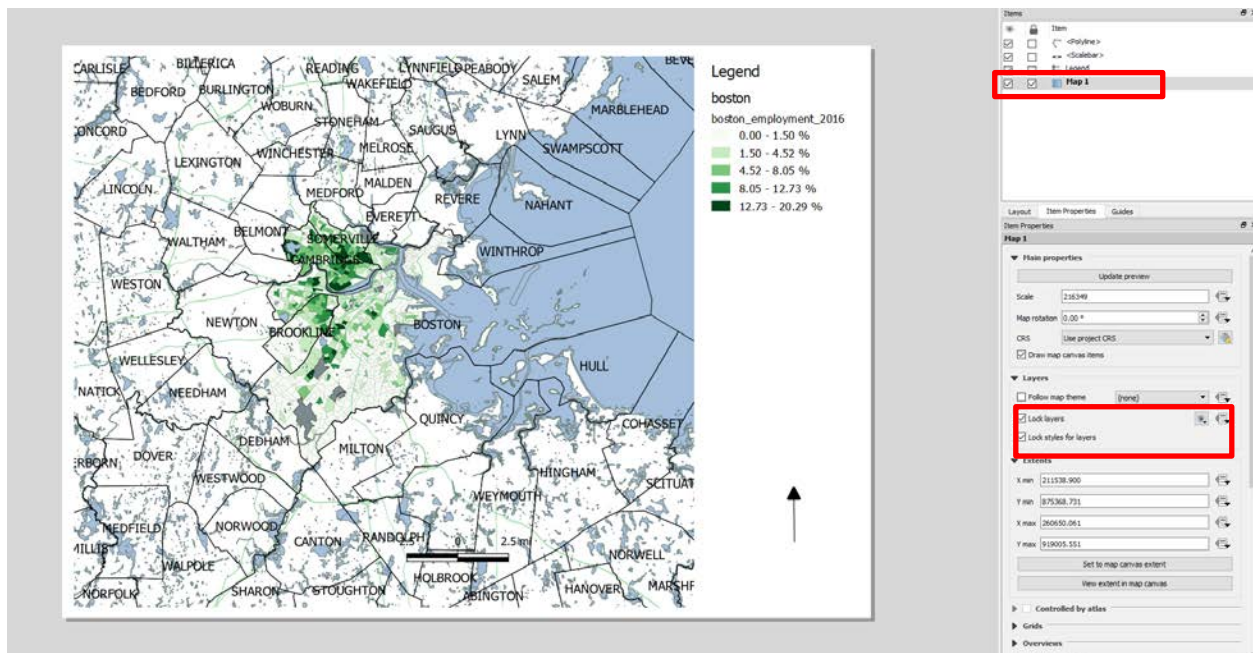 Items
Item
<Polyline>
<Scalebar>
Legend
Map 1
CARLISLE
BILLERICA
READING
LYNNFIELD
PEABODY
BEVE
BEDFORD
BURLINGTON
WAKEFIELD
SALEM
WOBURN
MARBLEHEAD
STONEHAM
CONCORD
SAUGUS
LYNN
LEXINGTON
WINCHESTER
MELROSE
SWAMPSCOTT
LINCOLN
MEDFORD
MALDEN
REVERE
NAHANT
EVERETT
WALTHAM
BELMONT
SOMERVILLE
WINTHROP
CAMBRIDGE
WESTON
NEWTON
BROOKLINE
BOSTON
WELLESLEY
HULL
NATICK
NEEDHAM
QUINCY
COHASSET
DEDHAM
MILTON
ERBORN
DOVER
HINGHAM
WESTWOOD
WEYMOUTH
SCITUAT
MEDFIELD
NORWOOD
CANTON
RANDOLPH
2.5 0 2.5 mi
MILLIS
WALPOLE
NORWELL
HOLBROOK
NORFOLK
SHARON
STOUGHTON
ABINGTON
HANOVER
MARSHF
Legend
boston
boston_employment_2016
0.00 - 1.50 %
1.50 - 4.52 %
4.52 - 8.05 %
8.05 - 12.73 %
12.73 - 20.29 %
Layout Item Properties Guides
Item Properties
Map 1
Main properties
Update preview
Scale 216349
Map rotation 0.00 °
CRS Use project CRS
Draw map canvas items
Layers
Follow map theme (none)
Lock layers
Lock styles for layers
Extents
X min 211538.900
Y min 875368.731
X max 260650.061
Y max 919005.551
Set to map canvas extent
View extent in map canvas
Controlled by atlas
Grids
Overviews